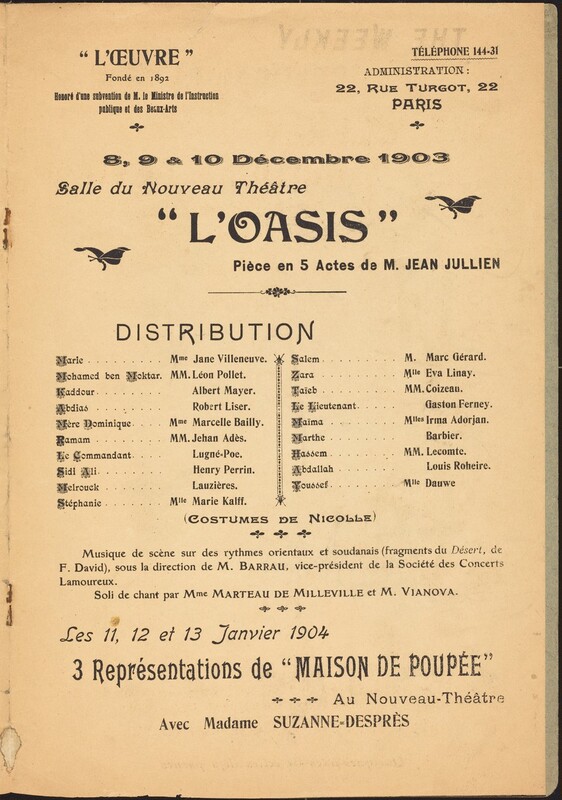 “ L'ŒUVRE ”
Fondé en 1892
Honoré d'une subvention de M. le Ministre de l'Instruction
publique et des Beaux-Arts
TÉLÉPHONE 144-31
ADMINISTRATION :
22, RUE TURGOT, 22
PARIS
8, 9 & 10 Décembre 1903
Salle du Nouveau Théâtre
“ L'OASIS ”
Pièce en 5 Actes de M. JEAN JULLIEN
DISTRIBUTION
Marie . . . . . . . . . . Mme Jane Villeneuve.
Mohamed ben Moktar. MM. Léon Pollet.
Kaddour . . . . . . . . . Albert Mayer.
Abdias . . . . . . . . . Robert Liser.
Mère Dominique . . . . Mme Marcelle Bailly.
Ramam . . . . . . . . . MM. Jehan Adès.
Le Commandant . . . . Lugné-Poe.
Sidi Ali . . . . . . . . . Henry Perrin.
Melrouck . . . . . . . . Lauzières.
Stéphanie . . . . . . . Mlle Marie Kalff.
Salem . . . . . . . . . . M. Marc Gérard.
Zara . . . . . . . . . . Mlle Eva Linay.
Taïeb . . . . . . . . . . MM. Coizeau.
Le Lieutenant . . . . . Gaston Ferney.
Maïma . . . . . . . . . Mlles Irma Adorjan.
Marthe . . . . . . . . . Barbier.
Hassem . . . . . . . . MM. Lecomte.
Abdallah . . . . . . . . Louis Roheire.
Youssef . . . . . . . . Mlle Dauwe
(COSTUMES DE NICOLLE)
Musique de scène sur des rythmes orientaux et soudanais (fragments du Désert, de
F. David), sous la direction de M. BARRAU, vice-président de la Société des Concerts
Lamoureux.
Soli de chant par Mme MARTEAU DE MILLEVILLE et M. VIANOVA.
Les 11, 12 et 13 Janvier 1904
3 Représentations de “MAISON DE POUPÉE”
Au Nouveau-Théâtre
Avec Madame SUZANNE-DESPRÈS